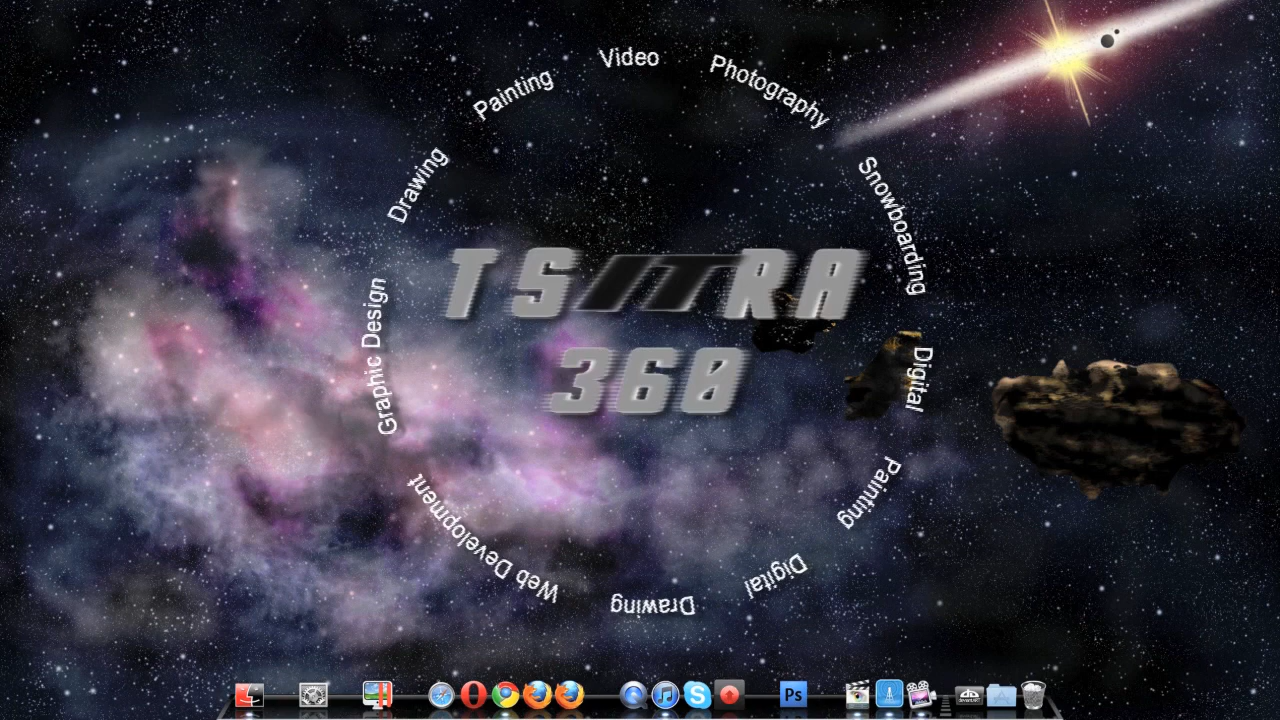 Video
Photography
Snowboarding
Digital
Painting
Digital
Drawing
Web Development
Graphic Design
Drawing
Painting
TSITRA
360
Ps